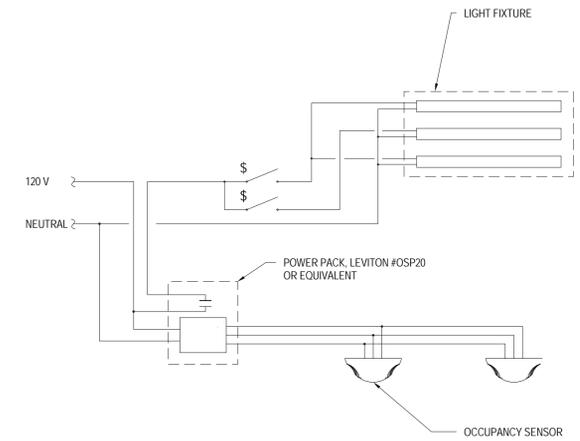 LIGHT FIXTURE
$
120 V
$
NEUTRAL
POWER PACK, LEVITON #OSP20
OR EQUIVALENT
OCCUPANCY SENSOR